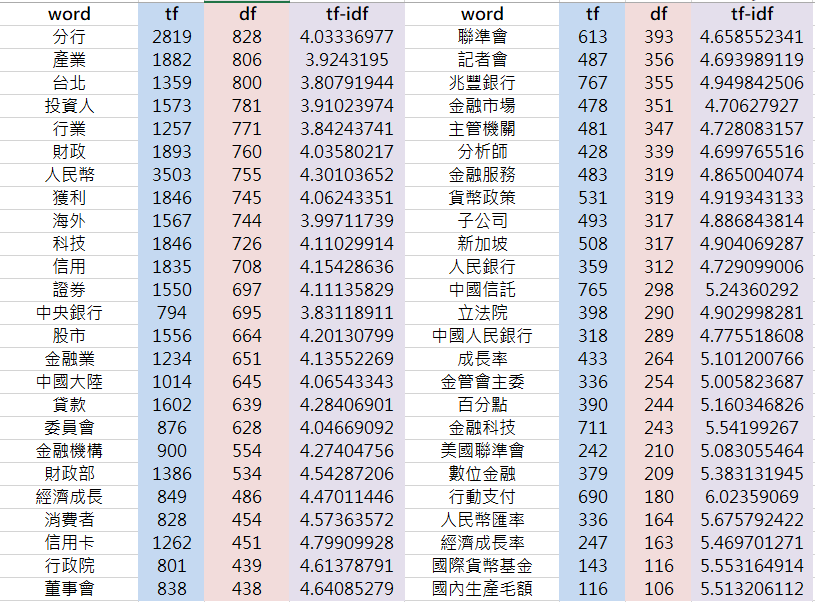 word tf df tf-idf word tf df tf-idf
分行 2819 828 4.03336977 聯準會 613 393 4.658552341
產業 1882 806 3.9243195 記者會 487 356 4.693989119
台北 1359 800 3.80791944 兆豐銀行 767 355 4.949842506
投資人 1573 781 3.91023974 金融市場 478 351 4.70627927
行業 1257 771 3.84243741 主管機關 481 347 4.728083157
財政 1893 760 4.03580217 分析師 428 339 4.699765516
人民幣 3503 755 4.30103652 金融服務 483 319 4.865004074
獲利 1846 745 4.06243351 貨幣政策 531 319 4.919343133
海外 1567 744 3.99711739 子公司 493 317 4.886843814
科技 1846 726 4.11029914 新加坡 508 317 4.904069287
信用 1835 708 4.15428636 人民銀行 359 312 4.729099006
證券 1550 697 4.11135829 中國信託 765 298 5.24360292
中央銀行 794 695 3.83118911 立法院 398 290 4.902998281
股市 1556 664 4.20130799 中國人民銀行 318 289 4.775518608
金融業 1234 651 4.13552269 成長率 433 264 5.101200766
中國大陸 1014 645 4.06543343 金管會主委 336 254 5.005823687
貸款 1602 639 4.28406901 百分點 390 244 5.160346826
委員會 876 628 4.04669092 金融科技 711 243 5.54199267
金融機構 900 554 4.27404756 美國聯準會 242 210 5.083055464
財政部 1386 534 4.54287206 數位金融 379 209 5.383131945
經濟成長 849 486 4.47011446 行動支付 690 180 6.02359069
消費者 828 454 4.57363572 人民幣匯率 336 164 5.675792422
信用卡 1262 451 4.79909928 經濟成長率 247 163 5.469701271
行政院 801 439 4.61378791 國際貨幣基金 143 116 5.553164914
董事會 838 438 4.64085279 國內生產毛額 116 106 5.513206112